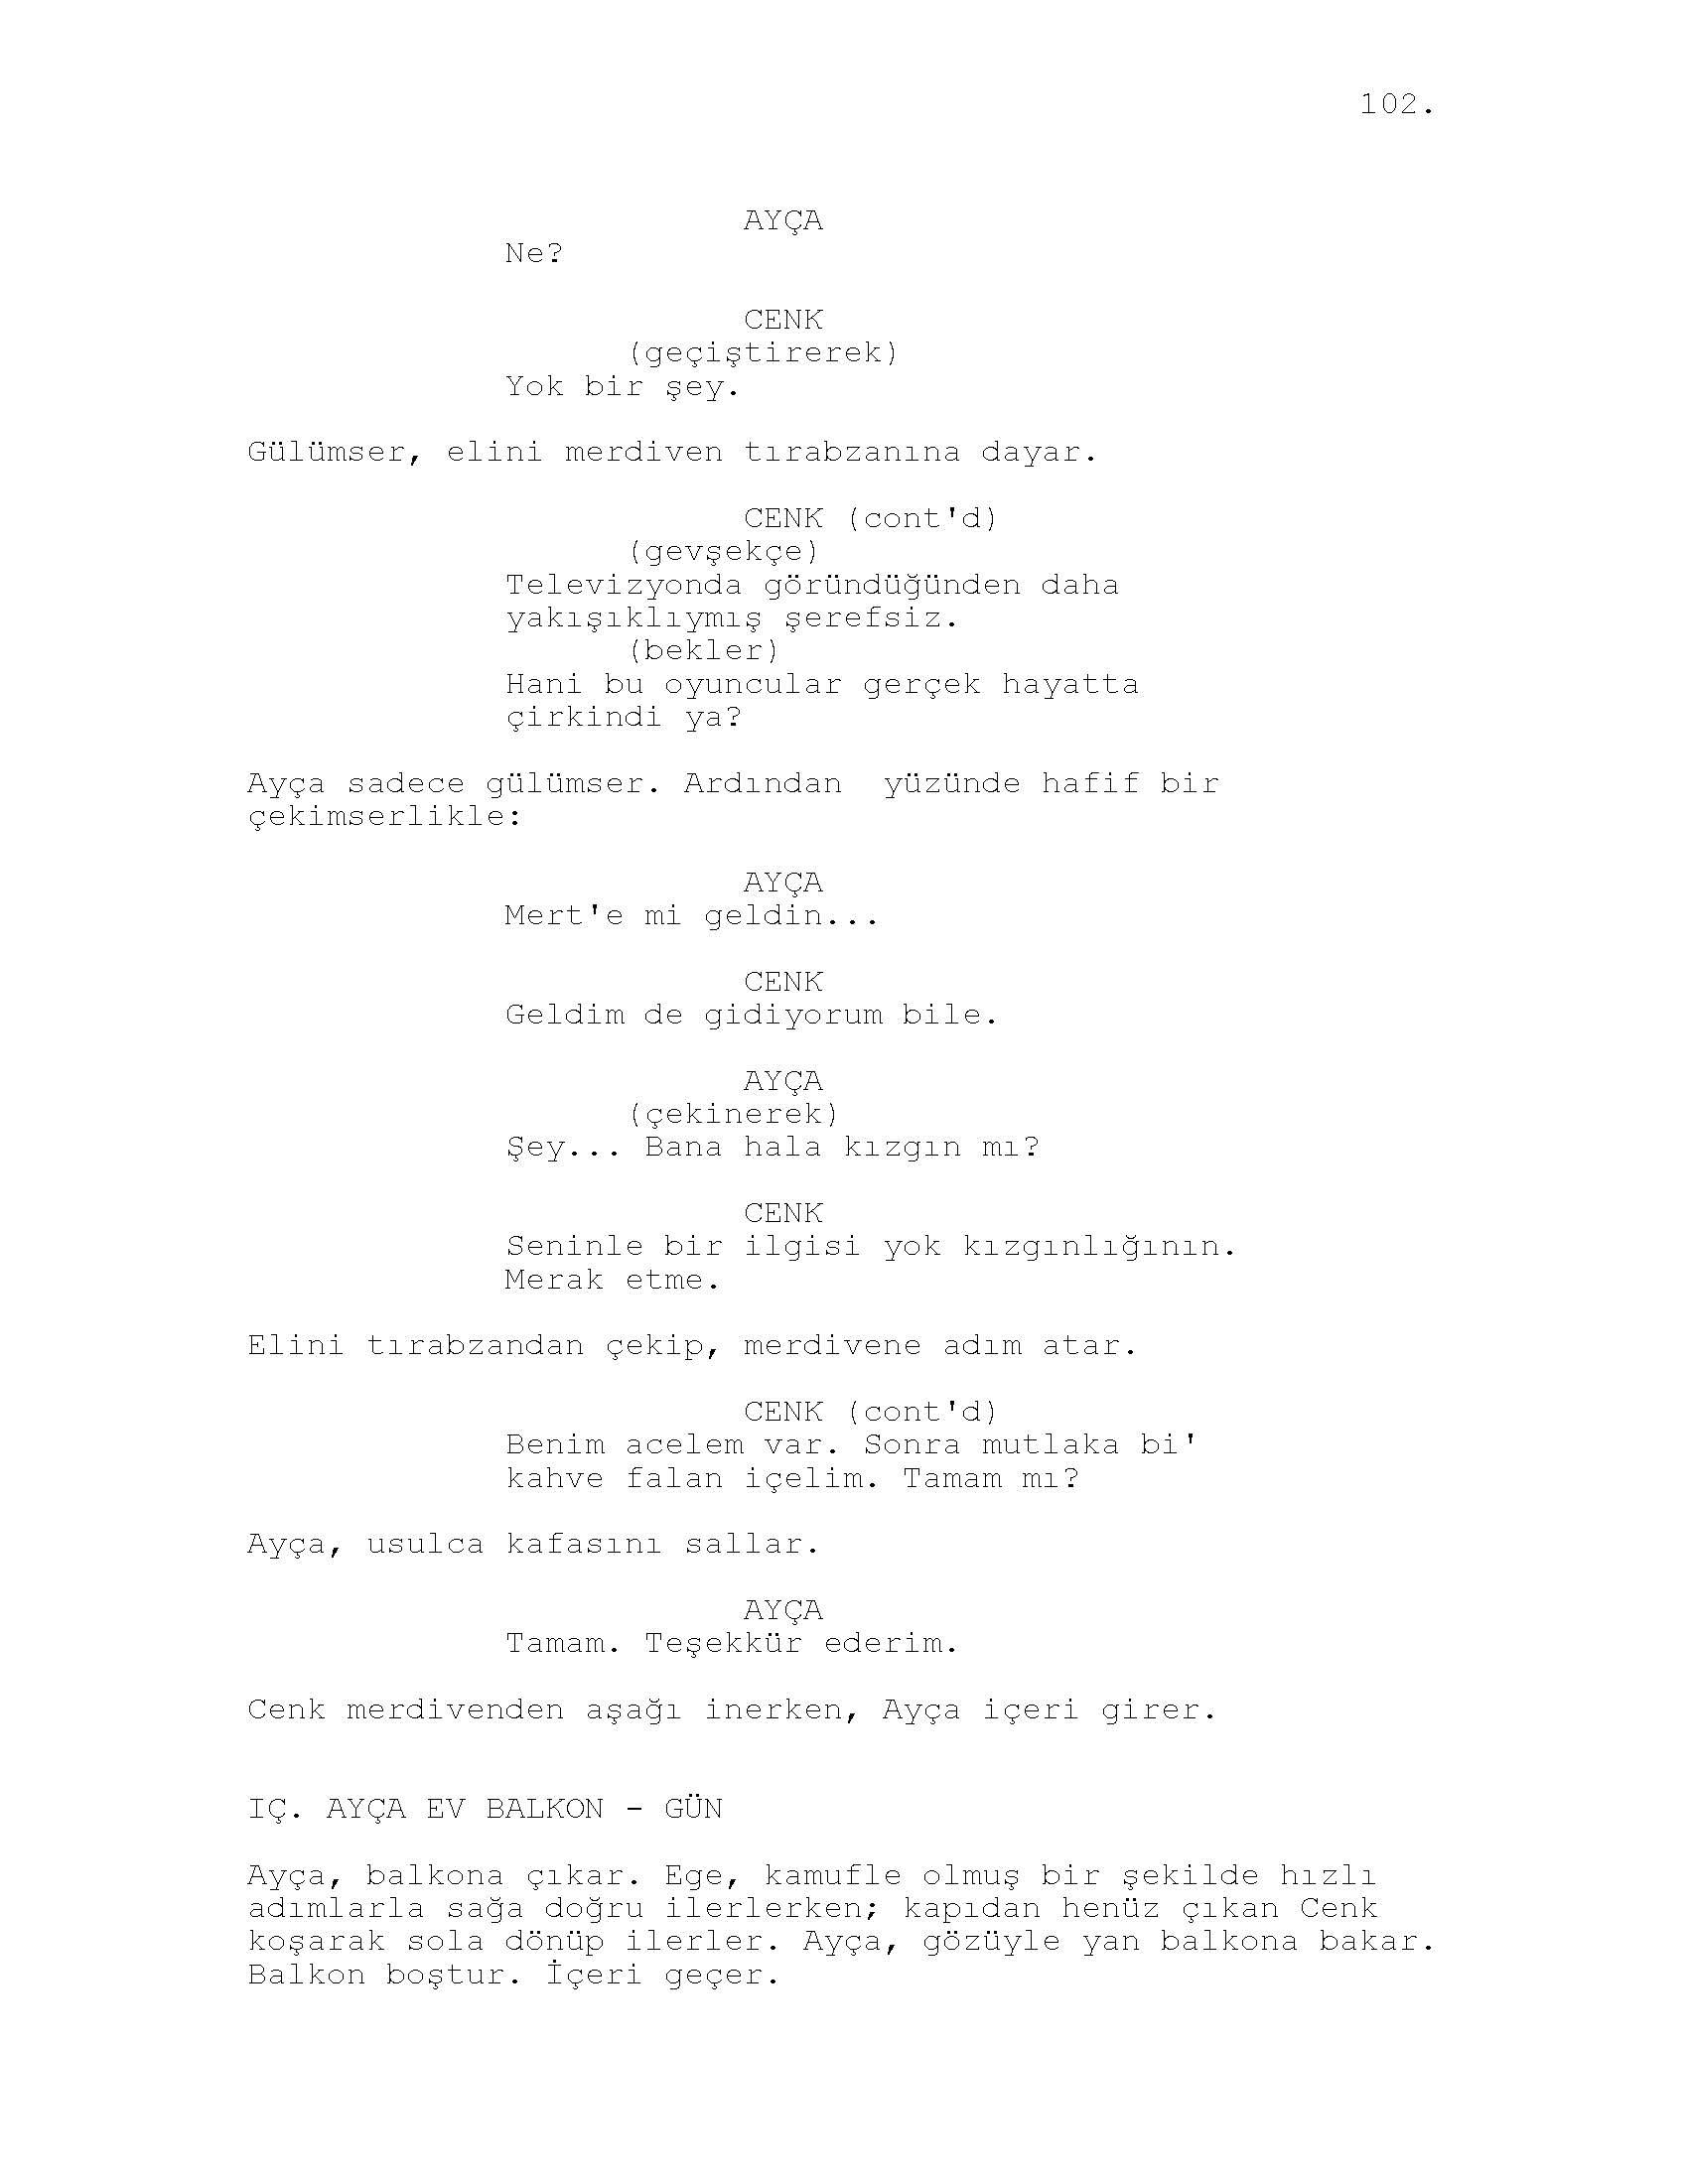 102.
AYÇA
Ne?
CENK
(geçiştirerek)
Yok bir şey.
Gülümser, elini merdiven tırabzanına dayar.
CENK (cont'd)
(gevşekçe)
Televizyonda göründüğünden daha
yakışıklıymış şerefsiz.
(bekler)
Hani bu oyuncular gerçek hayatta
çirkindi ya?
Ayça sadece gülümser. Ardından  yüzünde hafif bir
çekimserlikle:
AYÇA
Mert'e mi geldin...
CENK
Geldim de gidiyorum bile.
AYÇA
(çekinerek)
Şey... Bana hala kızgın mı?
CENK
Seninle bir ilgisi yok kızgınlığının.
Merak etme.
Elini tırabzandan çekip, merdivene adım atar.
CENK (cont'd)
Benim acelem var. Sonra mutlaka bi'
kahve falan içelim. Tamam mı?
Ayça, usulca kafasını sallar.
AYÇA
Tamam. Teşekkür ederim.
Cenk merdivenden aşağı inerken, Ayça içeri girer.
IÇ. AYÇA EV BALKON - GÜN
Ayça, balkona çıkar. Ege, kamufle olmuş bir şekilde hızlı
adımlarla sağa doğru ilerlerken; kapıdan henüz çıkan Cenk
koşarak sola dönüp ilerler. Ayça, gözüyle yan balkona bakar.
Balkon boştur. İçeri geçer.